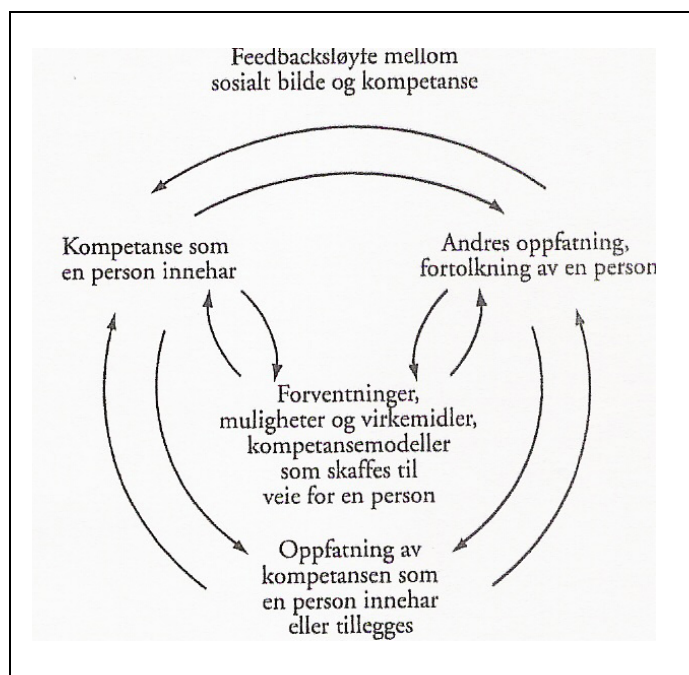 Feedbacksløyfe mellom
sosialt bilde og kompetanse
Kompetanse som
en person innehar
Andres oppfatning,
fortolkning av en person
Forventninger,
muligheter og virkemidler,
kompetansemodeller
som skaffes til
veie for en person
Oppfatning av
kompetansen som
en person innehar
eller tillegges